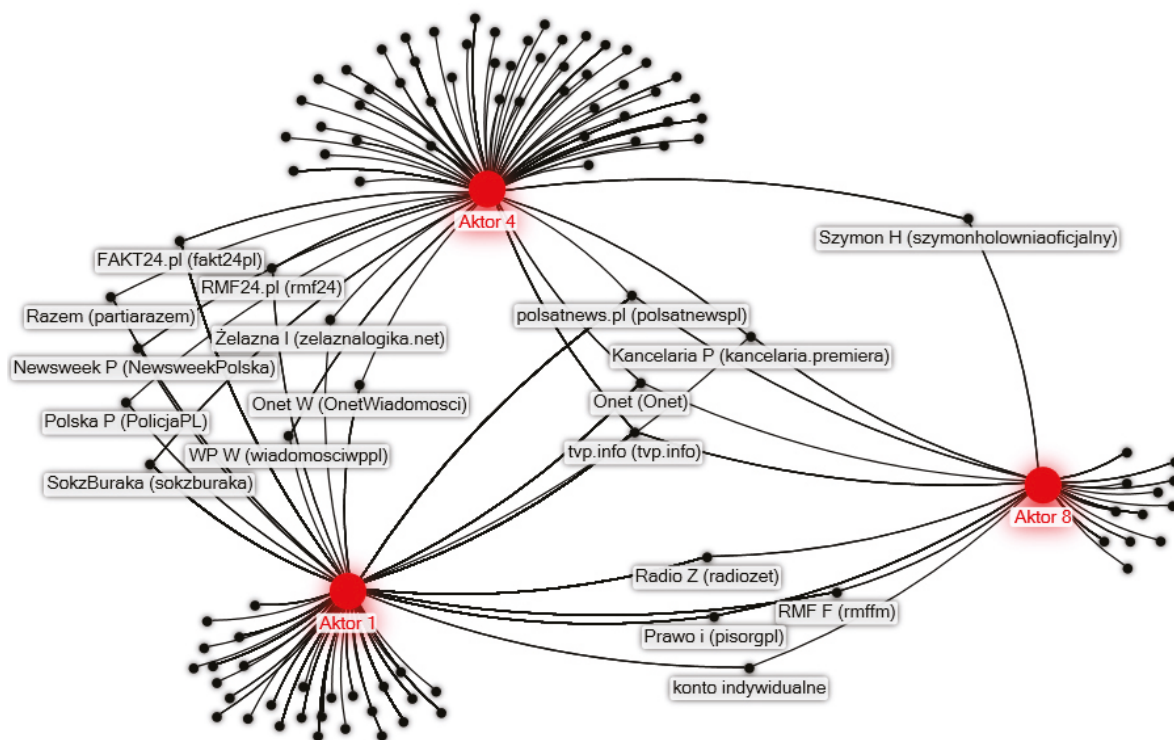 Aktor 4
Szymon H (szymonholowniaoficjalny)
FAKT24.pl (fakt24pl)
RMF24.pl (rmf24)
Razem (partiarazem)
polsatnews.pl (polsatnewspl)
Żelazna l (zelaznalogika.net)
Kancelaria P (kancelaria.premiera)
Newsweek P (NewsweekPolska)
Onet W (OnetWiadomosci)
Onet (Onet)
Polska P (PolicjaPL)
WP W (wiadomosciwppl)
tvp.info (tvp.info)
SokzBuraka (sokzburaka)
Aktor 8
Radio Z (radiozet)
RMF F (rmffm)
Aktor 1
Prawo i (pisorgpl)
konto indywidualne